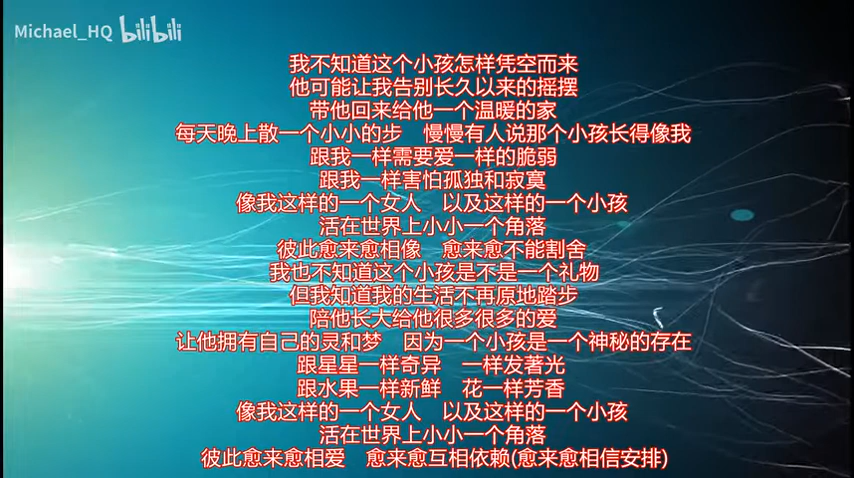 Michael_HQ bilibili
我不知道这个小孩怎样凭空而来
他可能让我告别长久以来的摇摆
带他回来给他一个温暖的家
每天晚上散一个小小的步　慢慢有人说那个小孩长得像我
跟我一样需要爱一样的脆弱
跟我一样害怕孤独和寂寞
像我这样的一个女人　以及这样的一个小孩
活在世界上小小一个角落
彼此愈来愈相像　愈来愈不能割舍
我也不知道这个小孩是不是一个礼物
但我知道我的生活不再原地踏步
陪他长大给他很多很多的爱
让他拥有自己的灵和梦　因为一个小孩是一个神秘的存在
跟星星一样奇异　一样发著光
跟水果一样新鲜　花一样芳香
像我这样的一个女人　以及这样的一个小孩
活在世界上小小一个角落
彼此愈来愈相爱　愈来愈互相依赖(愈来愈相信安排)